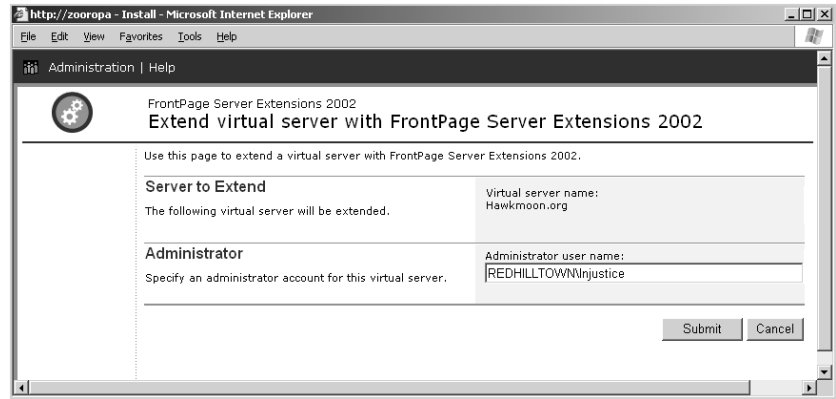 http://zooropa - Install - Microsoft Internet Explorer
File Edit View Favorites Tools Help
Administration | Help
FrontPage Server Extensions 2002
Extend virtual server with FrontPage Server Extensions 2002
Use this page to extend a virtual server with FrontPage Server Extensions 2002.
Server to Extend
The following virtual server will be extended.
Virtual server name:
Hawkmoon.org
Administrator
Specify an administrator account for this virtual server.
Administrator user name:
REDHILLTOWN\Injustice
Submit Cancel